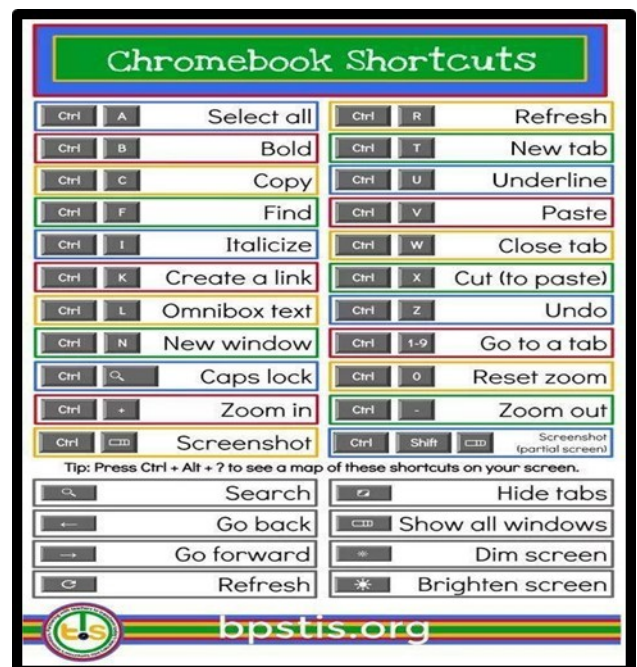 Chromebook Shortcuts
Ctrl A Select all
Ctrl R Refresh
Ctrl B Bold
Ctrl T New tab
Ctrl C Copy
Ctrl U Underline
Ctrl F Find
Ctrl V Paste
Ctrl I Italicize
Ctrl W Close tab
Ctrl K Create a link
Ctrl X Cut (to paste)
Ctrl L Omnibox text
Ctrl Z Undo
Ctrl N New window
Ctrl 1-9 Go to a tab
Ctrl Caps lock
Ctrl 0 Reset zoom
Ctrl + Zoom in
Ctrl - Zoom out
Ctrl Screenshot
Ctrl Shift Screenshot
(partial screen)
Tip: Press Ctrl + Alt + ? to see a map of these shortcuts on your screen.
Search
Hide tabs
← Go back
Show all windows
→ Go forward
Dim screen
Refresh
Brighten screen
t!s
bpstis.org